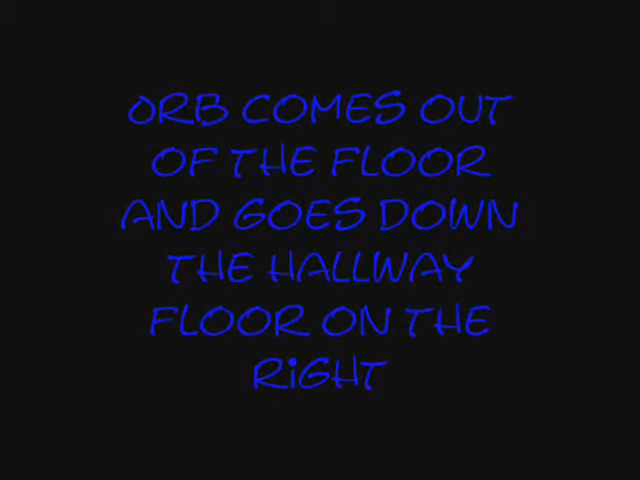 ORB COMES OUT
OF THE FLOOR
AND GOES DOWN
THE HALLWAY
FLOOR ON THE
RiGHT